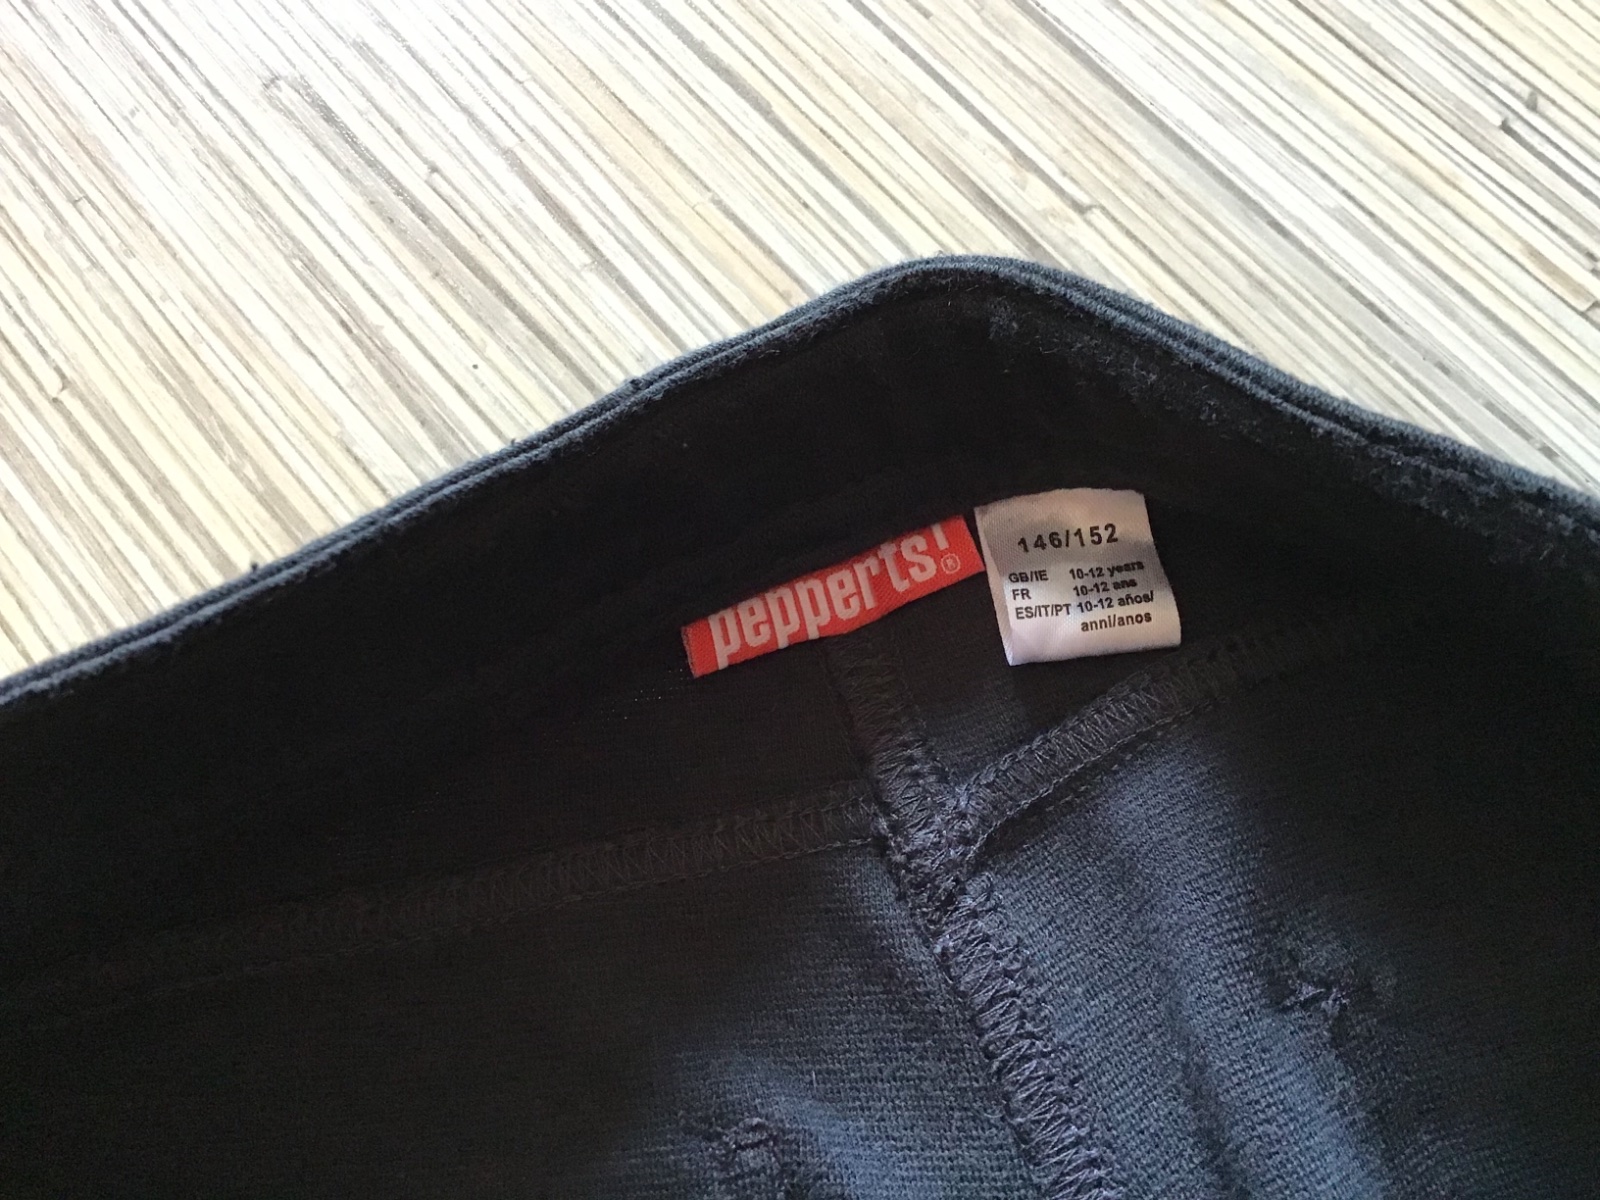 pepperts!®
146/152
GB/IE 10-12 years
FR 10-12 ans
ES/IT/PT 10-12 años/
anni/anos